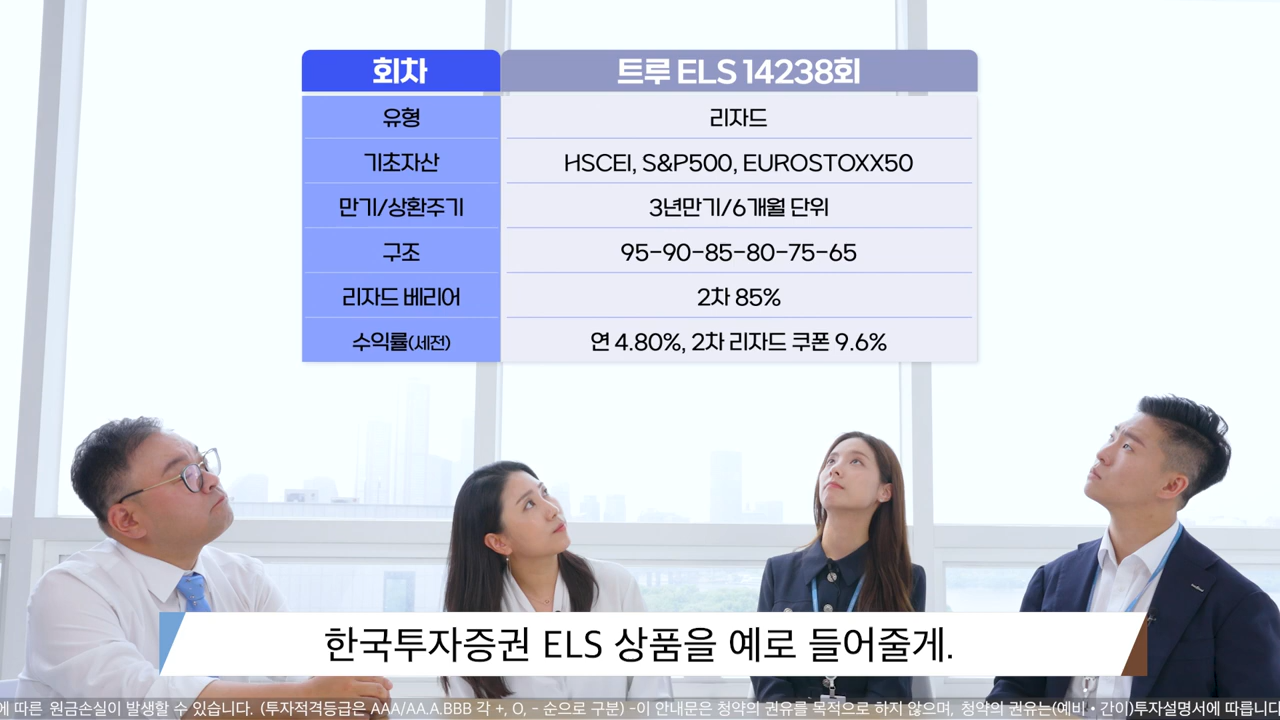 회차 트루 ELS 14238회
유형 리자드
기초자산 HSCEI, S&P500, EUROSTOXX50
만기/상환주기 3년만기/6개월 단위
구조 95-90-85-80-75-65
리자드 베리어 2차 85%
수익률(세전) 연 4.80%, 2차 리자드 쿠폰 9.6%
한국투자증권 ELS 상품을 예로 들어줄게.
에 따른 원금손실이 발생할 수 있습니다. (투자적격등급은 AAA/AA.A.BBB 각 +, O, - 순으로 구분) -이 안내문은 청약의 권유를 목적으로 하지 않으며, 청약의 권유는(예비・간이)투자설명서에 따릅니다